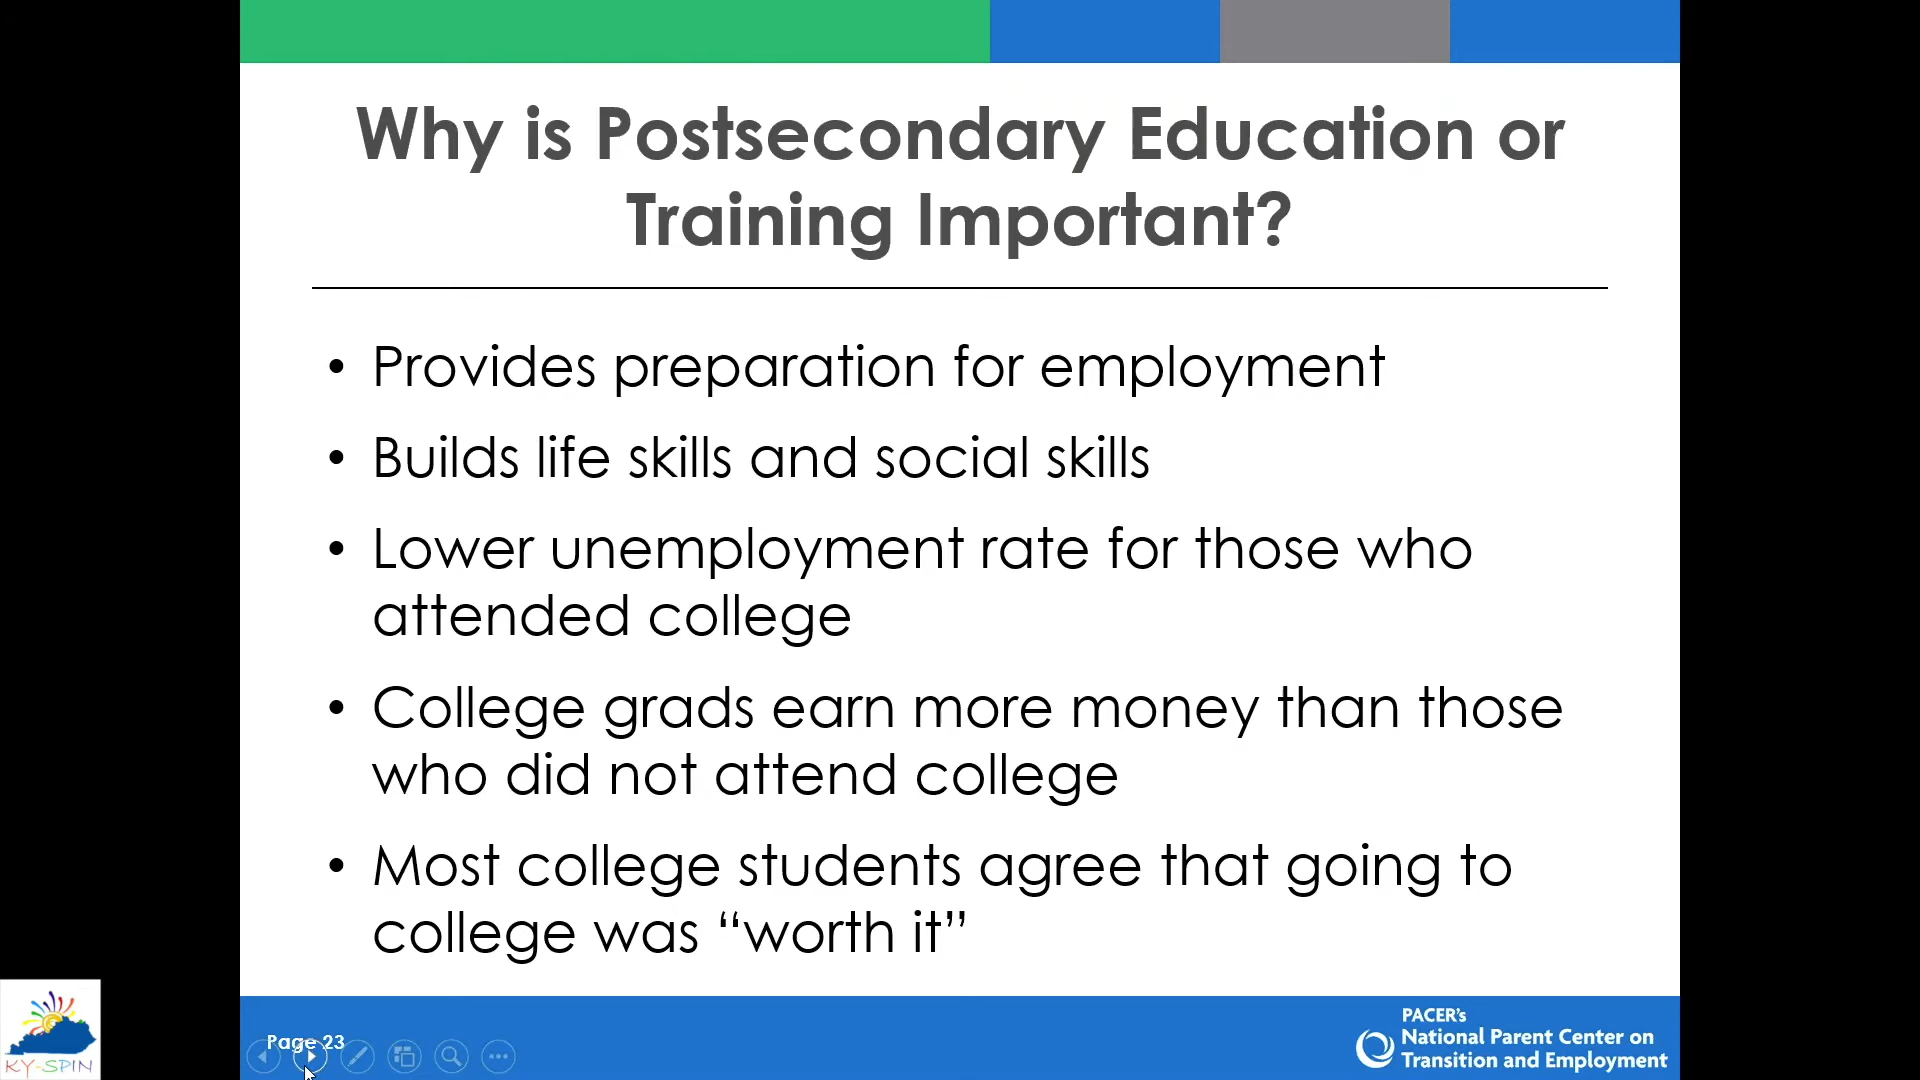 Why is Postsecondary Education or
Training Important?
• Provides preparation for employment
• Builds life skills and social skills
• Lower unemployment rate for those who
attended college
• College grads earn more money than those
who did not attend college
• Most college students agree that going to
college was “worth it”
Page 23
PACER’s
National Parent Center on
Transition and Employment
KY-SPIN